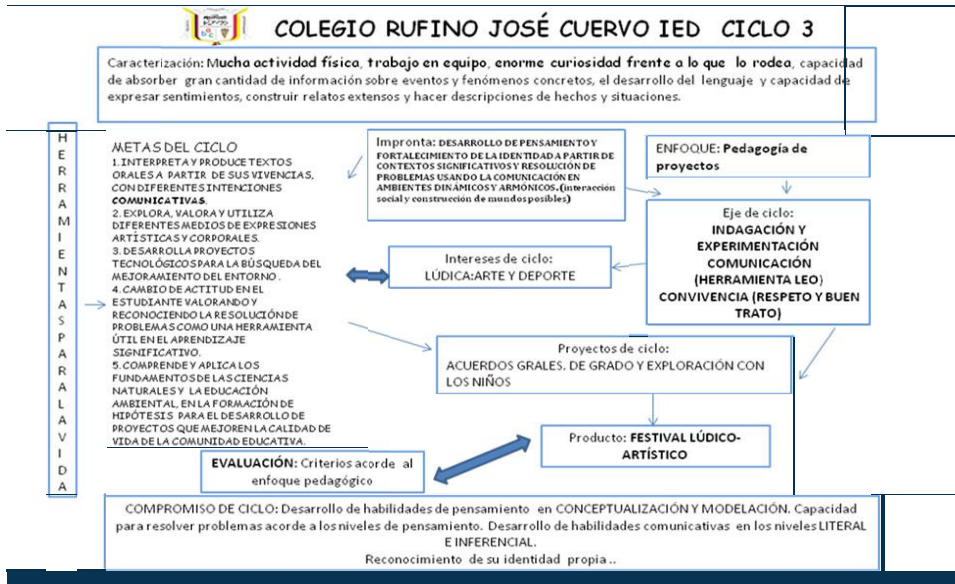 COLEGIO RUFINO JOSÉ CUERVO IED CICLO 3
Caracterización: Mucha actividad física, trabajo en equipo, enorme curiosidad frente a lo que lo rodea, capacidad
de absorber gran cantidad de información sobre eventos y fenómenos concretos, el desarrollo del lenguaje y capacidad de
expresar sentimientos, construir relatos extensos y hacer descripciones de hechos y situaciones.
HERRAMIENTAS PARA LA VIDA
METAS DEL CICLO
1. INTERPRETA Y PRODUCE TEXTOS
ORALES A PARTIR DE SUS VIVENCIAS,
CON DIFERENTES INTENCIONES
COMUNICATIVAS.
2. EXPLORA, VALORA Y UTILIZA
DIFERENTES MEDIOS DE EXPRESIONES
ARTÍSTICAS Y CORPORALES.
3. DESARROLLA PROYECTOS
TECNOLÓGICOS PARA LA BÚSQUEDA DEL
MEJORAMIENTO DEL ENTORNO.
4. CAMBIO DE ACTITUD EN EL
ESTUDIANTE VALORANDO Y
RECONOCIENDO LA RESOLUCIÓN DE
PROBLEMAS COMO UNA HERRAMIENTA
ÚTIL EN EL APRENDIZAJE
SIGNIFICATIVO.
5. COMPRENDE Y APLICA LOS
FUNDAMENTOS DE LAS CIENCIAS
NATURALES Y LA EDUCACIÓN
AMBIENTAL, EN LA FORMACIÓN DE
HIPÓTESIS PARA EL DESARROLLO DE
PROYECTOS QUE MEJOREN LA CALIDAD DE
VIDA DE LA COMUNIDAD EDUCATIVA.
Impronta: DESARROLLO DE PENSAMIENTO Y
FORTALECIMIENTO DE LA IDENTIDAD A PARTIR DE
CONTEXTOS SIGNIFICATIVOS Y RESOLUCIÓN DE
PROBLEMAS USANDO LA COMUNICACIÓN EN
AMBIENTES DINÁMICOS Y ARMÓNICOS.(interacción
social y construcción de mundos posibles)
ENFOQUE: Pedagogía de
proyectos
Eje de ciclo:
INDAGACIÓN Y
EXPERIMENTACIÓN
COMUNICACIÓN
(HERRAMIENTA LEO)
CONVIVENCIA (RESPETO Y BUEN
TRATO)
Intereses de ciclo:
LÚDICA:ARTE Y DEPORTE
Proyectos de ciclo:
ACUERDOS GRALES. DE GRADO Y EXPLORACIÓN CON
LOS NIÑOS
Producto: FESTIVAL LÚDICO-
ARTÍSTICO
EVALUACIÓN: Criterios acorde al
enfoque pedagógico
COMPROMISO DE CICLO: Desarrollo de habilidades de pensamiento en CONCEPTUALIZACIÓN Y MODELACIÓN. Capacidad
para resolver problemas acorde a los niveles de pensamiento. Desarrollo de habilidades comunicativas en los niveles LITERAL
E INFERENCIAL.
Reconocimiento de su identidad propia ..